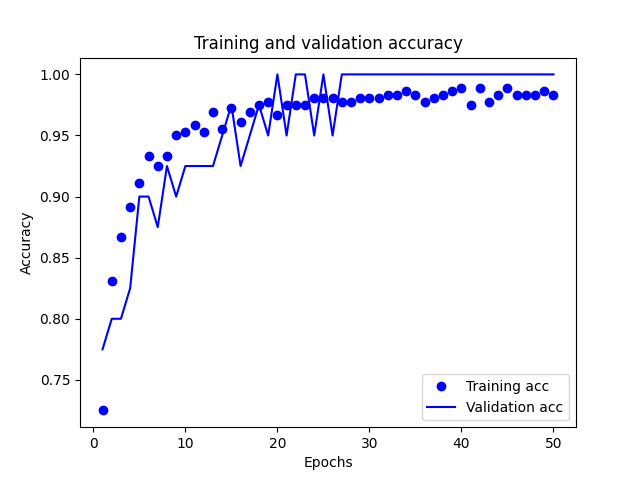 Training and validation accuracy
1.00
0.95
0.90
0.85
0.80
0.75
Accuracy
0 10 20 30 40 50
Epochs
Training acc
Validation acc